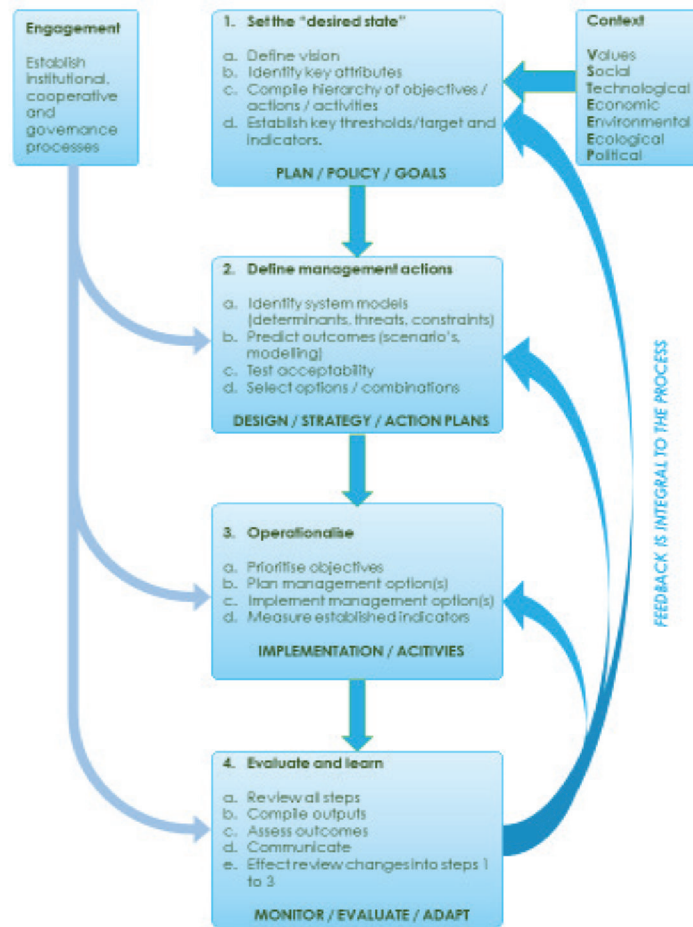 Engagement
Establish
institutional,
cooperative
and
governance
processes
1. Set the "desired state"
a. Define vision
b. Identify key attributes
c. Compile hierarchy of objectives /
actions / activities
d. Establish key thresholds/target and
indicators.
PLAN / POLICY / GOALS
Context
Values
Social
Technological
Economic
Environmental
Ecological
Political
2. Define management actions
a. Identify system models
(determinants, threats, constraints)
b. Predict outcomes (scenario's,
modelling)
c. Test acceptability
d. Select options / combinations
DESIGN / STRATEGY / ACTION PLANS
3. Operationalise
a. Prioritise objectives
b. Plan management option(s)
c. Implement management option(s)
d. Measure established indicators
IMPLEMENTATION / ACITIVIES
4. Evaluate and learn
a. Review all steps
b. Compile outputs
c. Assess outcomes
d. Communicate
e. Effect review changes into steps 1
to 3
MONITOR / EVALUATE / ADAPT
FEEDBACK IS INTEGRAL TO THE PROCESS